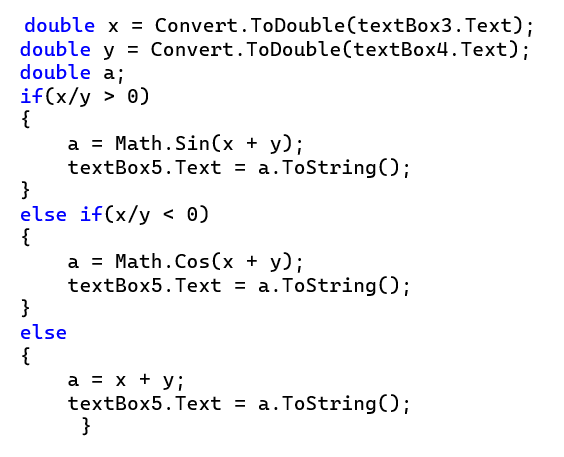 double x = Convert.ToDouble(textBox3.Text);
double y = Convert.ToDouble(textBox4.Text);
double a;
if(x/y > 0)
{
    a = Math.Sin(x + y);
    textBox5.Text = a.ToString();
}
else if(x/y < 0)
{
    a = Math.Cos(x + y);
    textBox5.Text = a.ToString();
}
else
{
    a = x + y;
    textBox5.Text = a.ToString();
     }